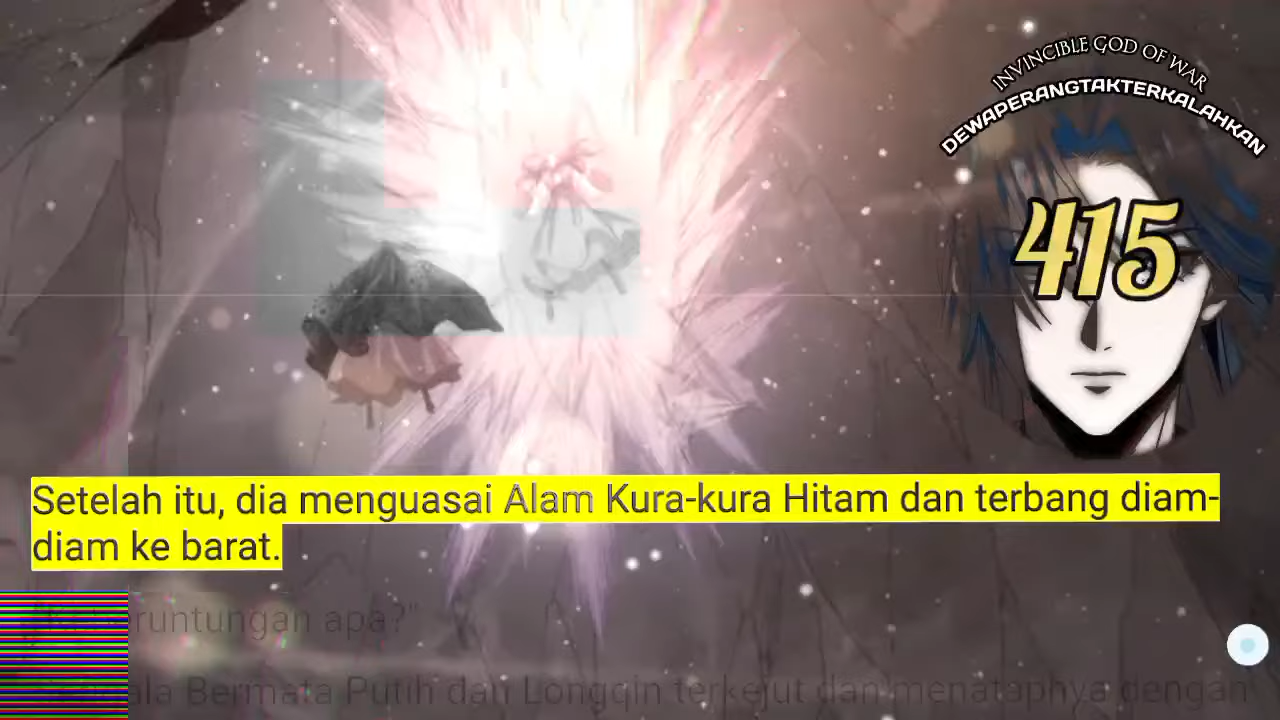 INVINCIBLE GOD OF WAR
DEWAPERANGTAKTERKALAHKAN
415
Setelah itu, dia menguasai Alam Kura-kura Hitam dan terbang diam-
diam ke barat.
apa?"
Bermata Putih dan Longqin terkejut dan menatapnya dengan